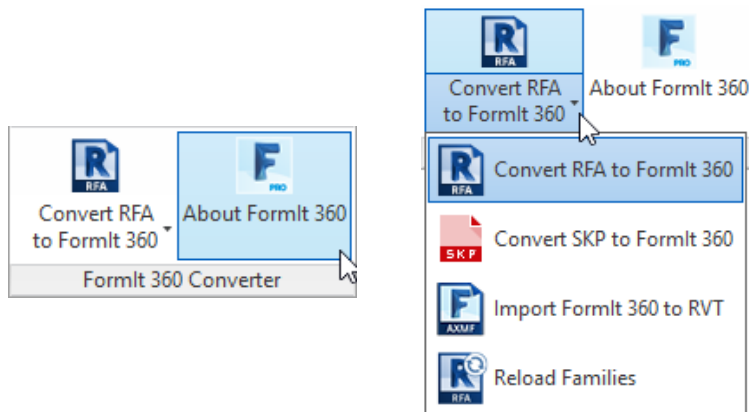 RFA
PRO
Convert RFA
to FormIt 360
About FormIt 360
FormIt 360 Converter
RFA
PRO
Convert RFA
to FormIt 360
About FormIt 360
RFA
Convert RFA to FormIt 360
SKP
Convert SKP to FormIt 360
AXMF
Import FormIt 360 to RVT
RFA
Reload Families